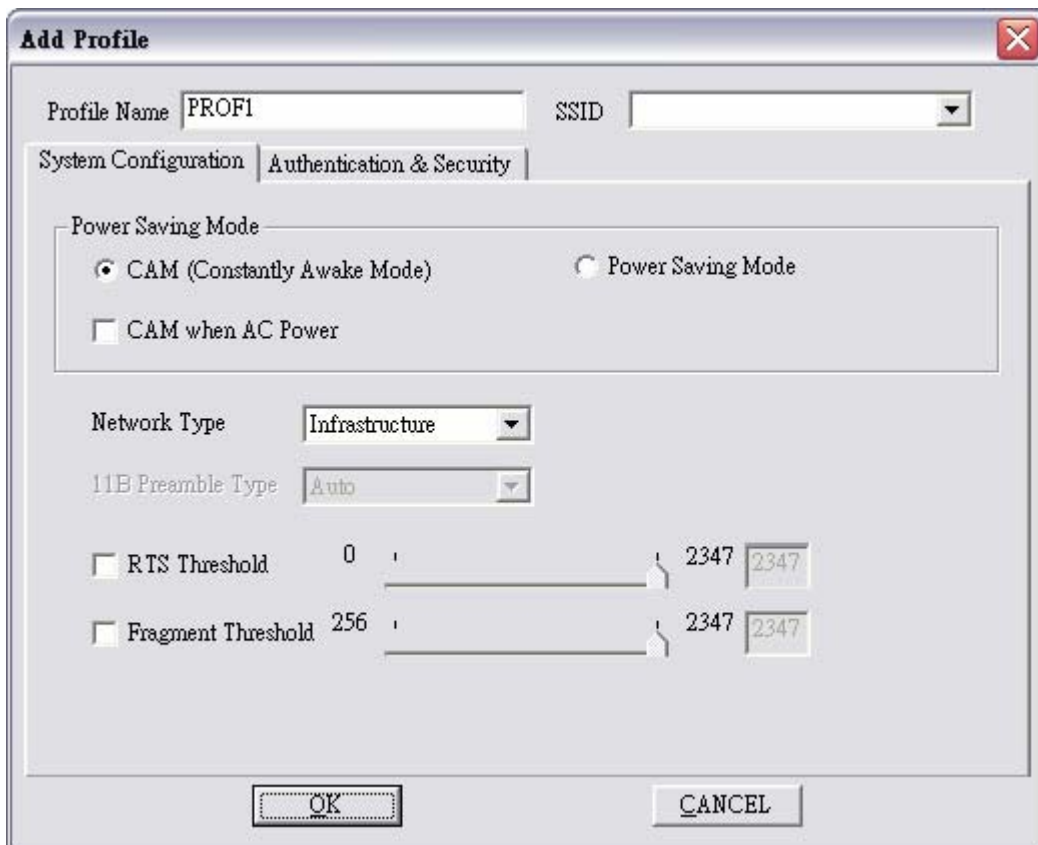 Add Profile
Profile Name PROF1 SSID
System Configuration Authentication & Security
Power Saving Mode
CAM (Constantly Awake Mode) Power Saving Mode
CAM when AC Power
Network Type Infrastructure
11B Preamble Type Auto
RTS Threshold 0 2347 2347
Fragment Threshold 256 2347 2347
OK CANCEL